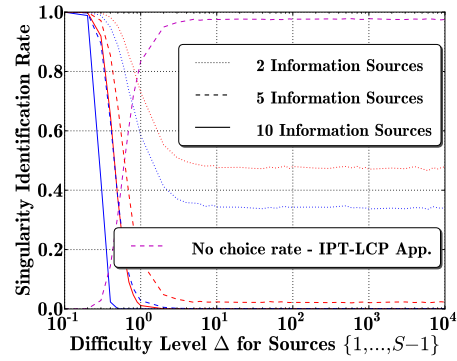 Singularity Identification Rate
1.0
0.8
0.6
0.4
0.2
0.0
2 Information Sources
5 Information Sources
10 Information Sources
No choice rate - IPT-LCP App.
10^-1 10^0 10^1 10^2 10^3 10^4
Difficulty Level Δ for Sources {1,...,S−1}